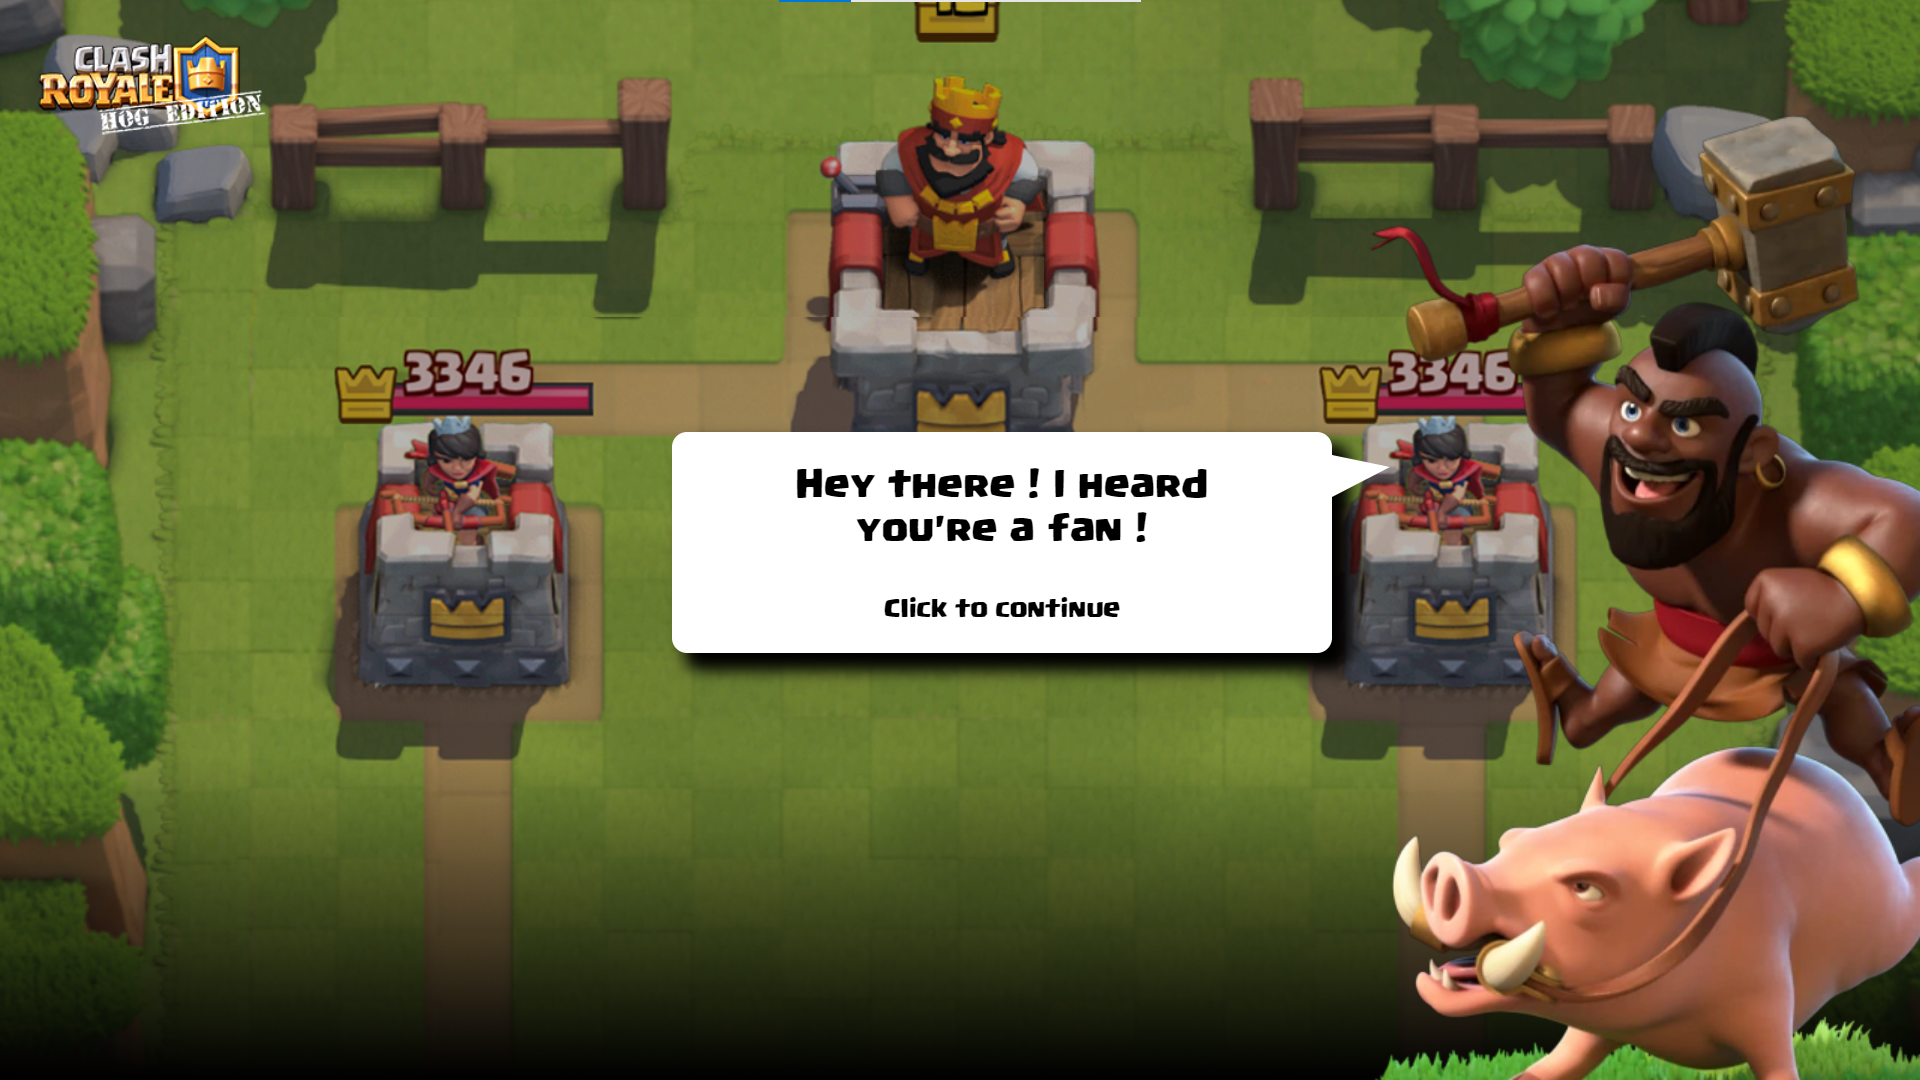 CLASH
ROYALE
HOG EDITION
3346
3346
Hey there ! I heard
you're a fan !
Click to continue